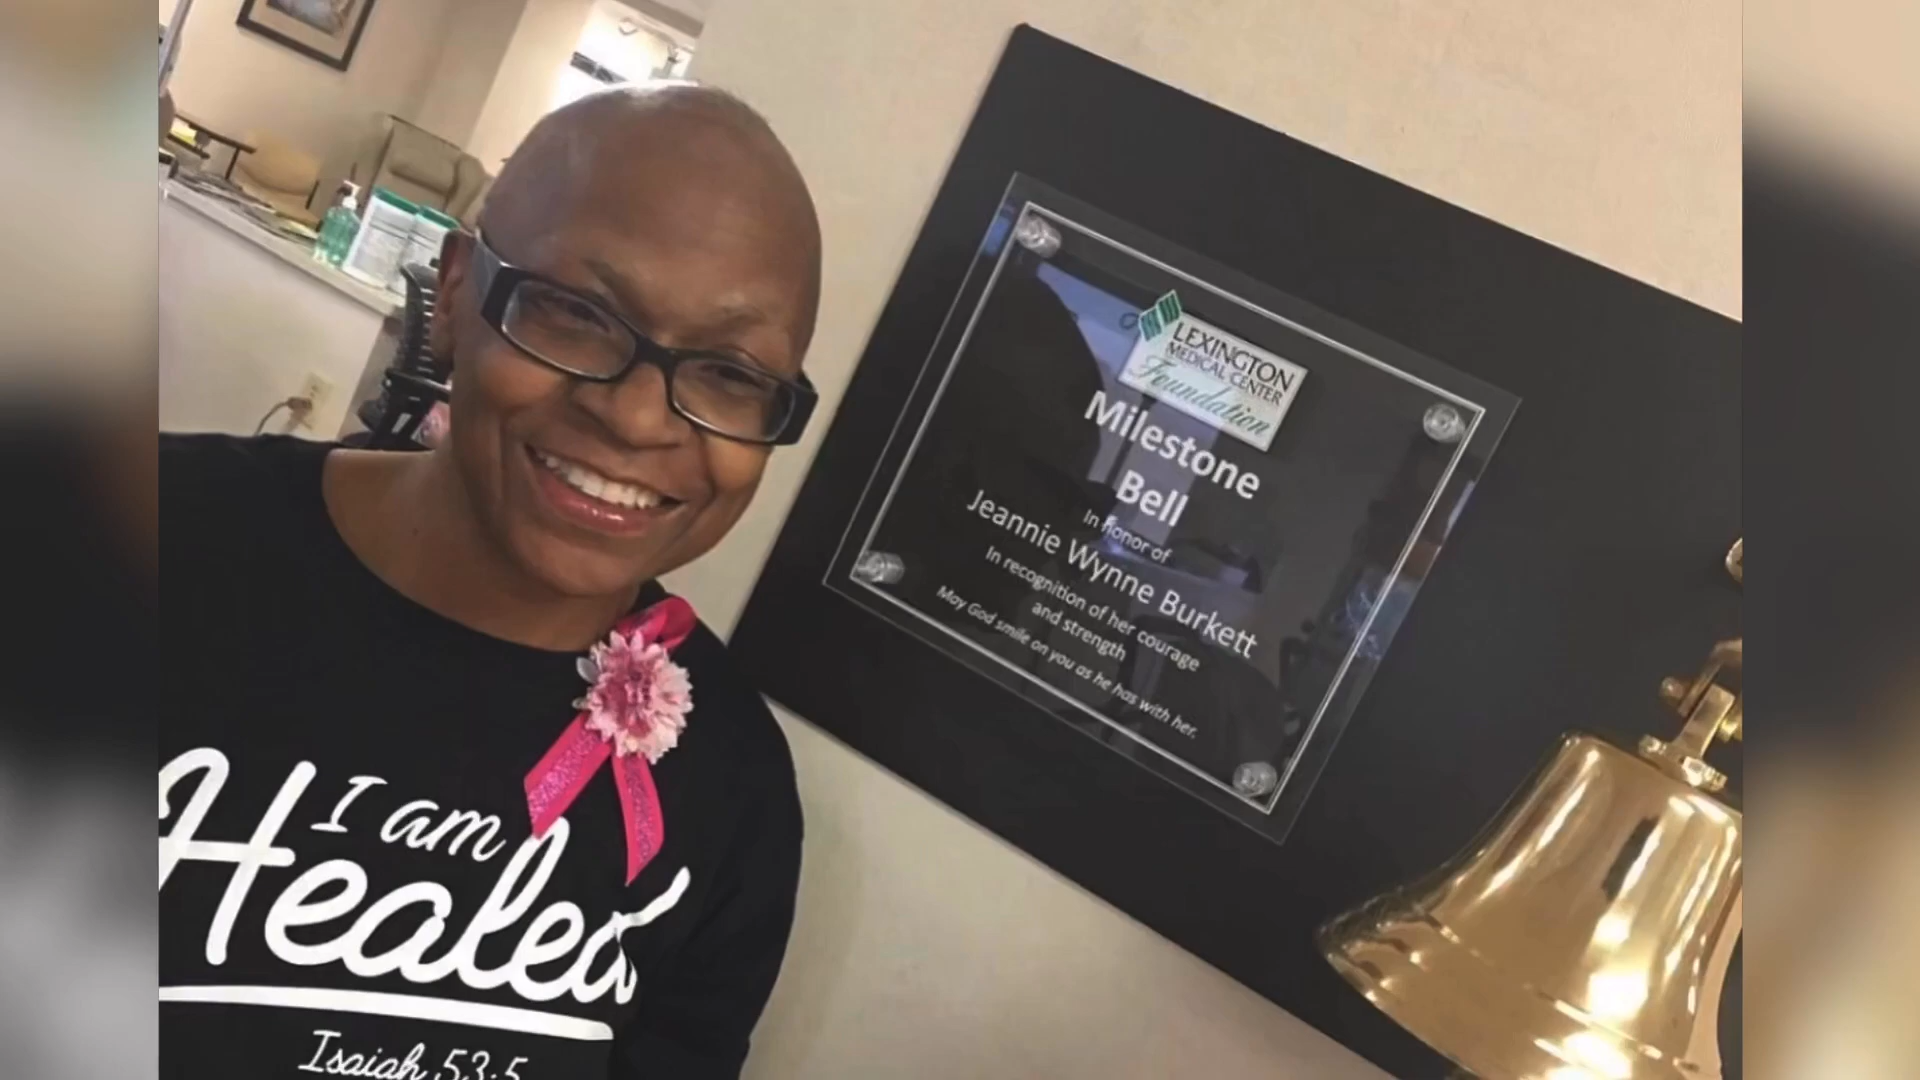 LEXINGTON
MEDICAL CENTER
Foundation
Milestone
Bell
In honor of
Jeannie Wynne Burkett
In recognition of her courage
and strength
May God smile on you as he has with her.
I am
Healed
Isaiah 53:5